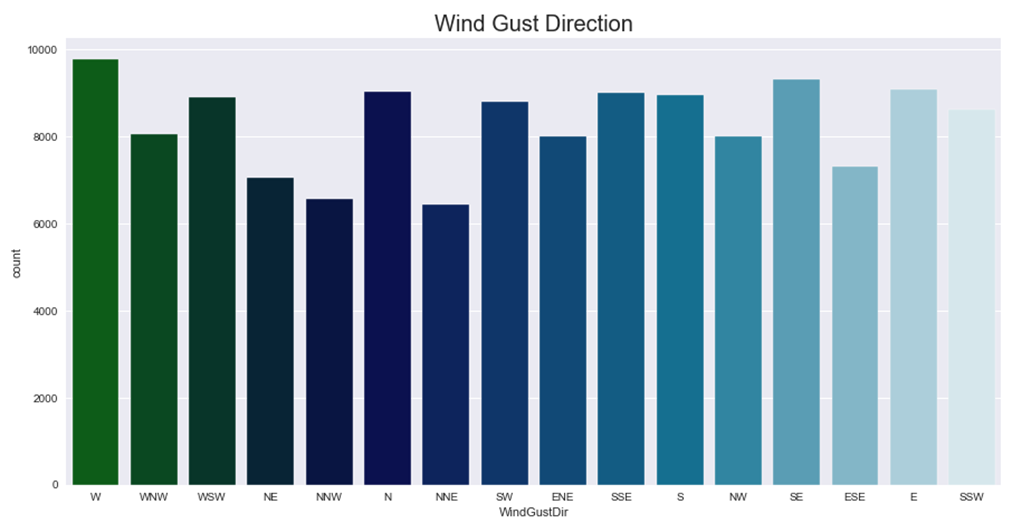 Wind Gust Direction
10000
8000
6000
4000
2000
0
count
W WNW WSW NE NNW N NNE SW ENE SSE S NW SE ESE E SSW
WindGustDir